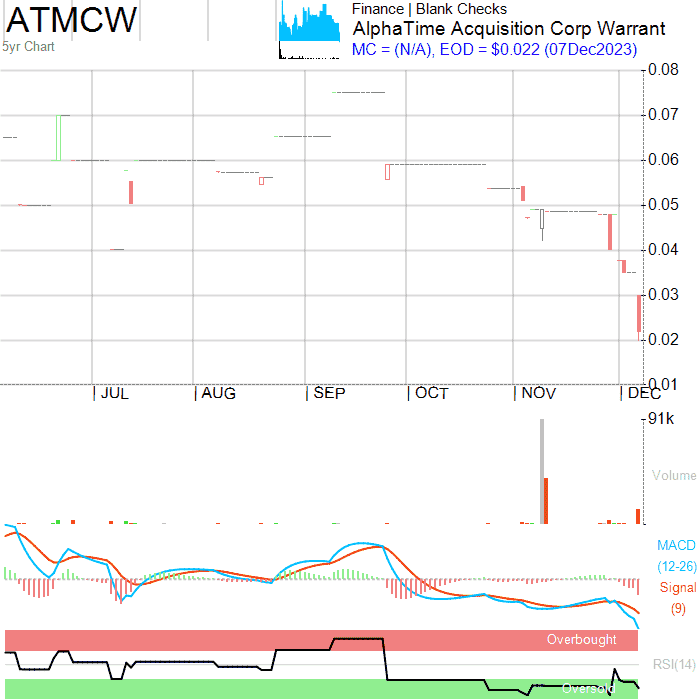 ATMCW
5yr Chart
Finance | Blank Checks
AlphaTime Acquisition Corp Warrant
MC = (N/A), EOD = $0.022 (07Dec2023)
0.08
0.07
0.06
0.05
0.04
0.03
0.02
0.01
JUL AUG SEP OCT NOV DEC
91k
Volume
MACD
(12-26)
Signal
(9)
Overbought
RSI(14)
Oversold